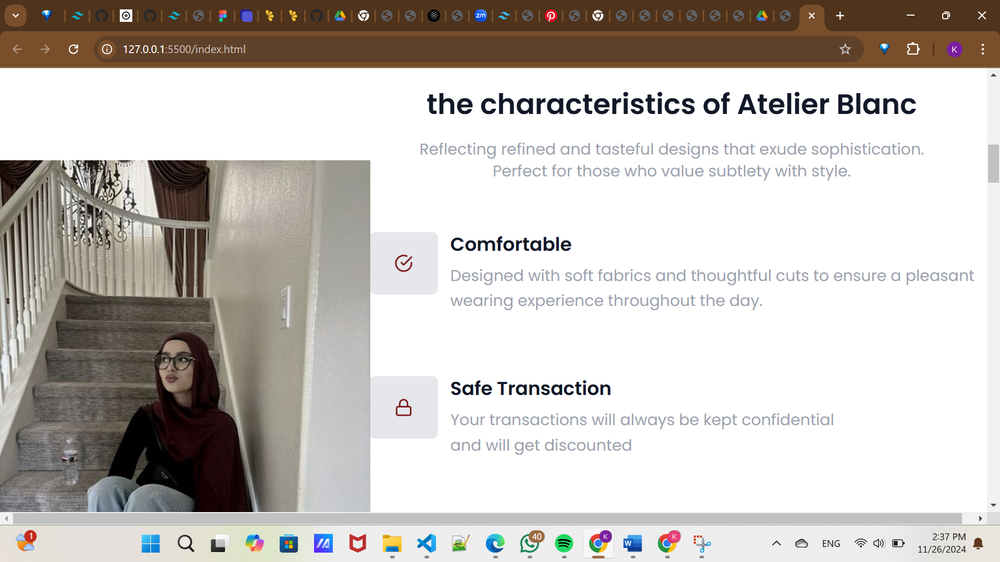 zm
127.0.0.1:5500/index.html
K
the characteristics of Atelier Blanc
Reflecting refined and tasteful designs that exude sophistication.
Perfect for those who value subtlety with style.
Comfortable
Designed with soft fabrics and thoughtful cuts to ensure a pleasant
wearing experience throughout the day.
Safe Transaction
Your transactions will always be kept confidential
and will get discounted
1
40
K
W
K
ENG
2:37 PM
11/26/2024